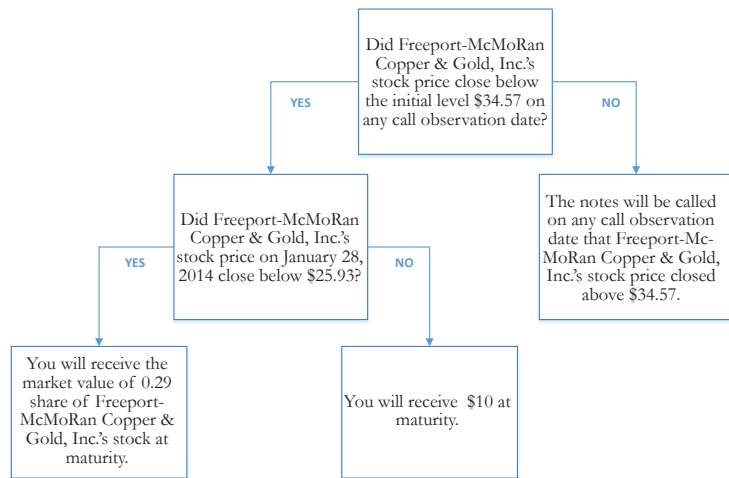 Did Freeport-McMoRan
Copper & Gold, Inc.'s
stock price close below
the initial level $34.57 on
any call observation date?
YES
NO
Did Freeport-McMoRan
Copper & Gold, Inc.'s
stock price on January 28,
2014 close below $25.93?
The notes will be called
on any call observation
date that Freeport-Mc-
MoRan Copper & Gold,
Inc.'s stock price closed
above $34.57.
YES
NO
You will receive the
market value of 0.29
share of Freeport-
McMoRan Copper &
Gold, Inc.'s stock at
maturity.
You will receive $10 at
maturity.